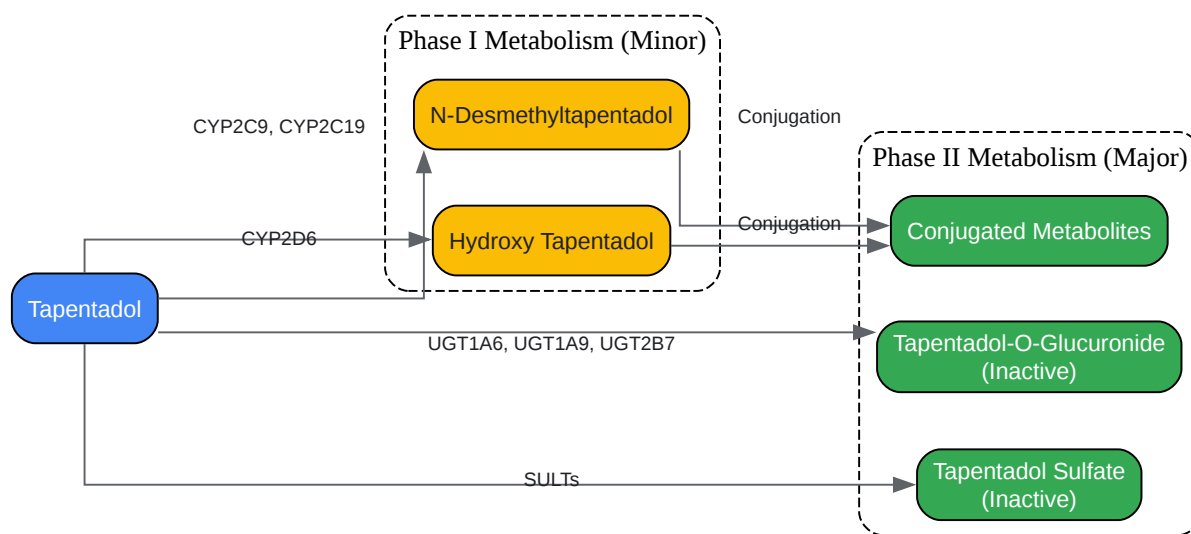 Phase I Metabolism (Minor)
N-Desmethyltapentadol
CYP2C9, CYP2C19
Conjugation
Phase II Metabolism (Major)
Hydroxy Tapentadol
CYP2D6
Conjugation
Conjugated Metabolites
Tapentadol
UGT1A6, UGT1A9, UGT2B7
Tapentadol-O-Glucuronide
(Inactive)
SULTs
Tapentadol Sulfate
(Inactive)